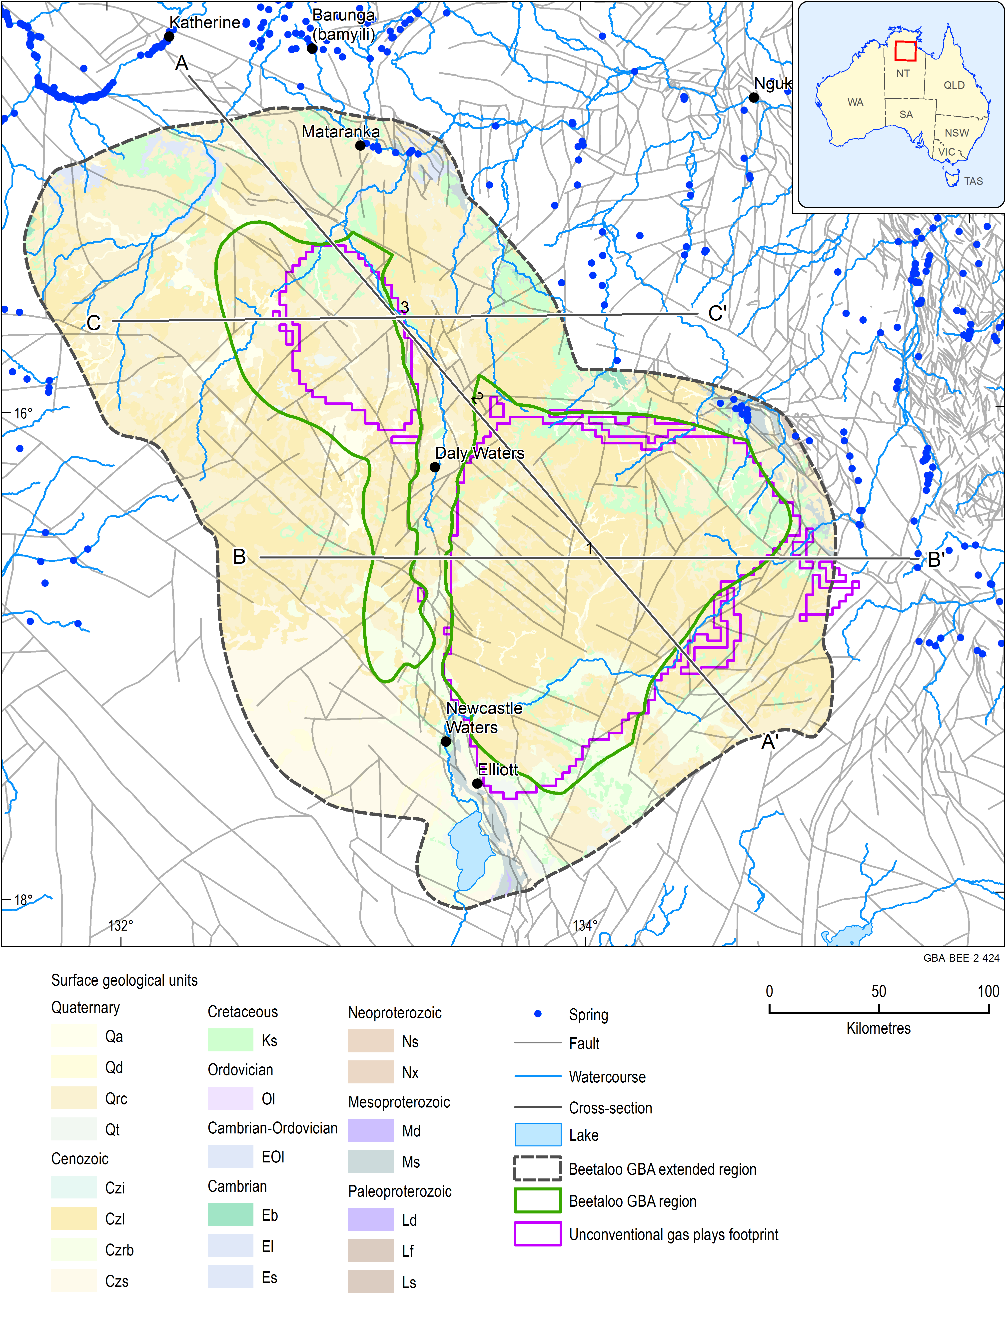 Katherine
Barunga
(bamyili)
A
Nguk
Mataranka
NT
WA
QLD
SA
NSW
VIC
TAS
C
3
C'
2
16°
Daly Waters
B
1
B'
Newcastle
Waters
A'
Elliott
18°
132°
134°
GBA BEE 2 424
Surface geological units
Quaternary
Qa
Qd
Qrc
Qt
Cenozoic
Czi
Czl
Czrb
Czs
Cretaceous
Ks
Ordovician
Ol
Cambrian-Ordovician
EOl
Cambrian
Eb
El
Es
Neoproterozoic
Ns
Nx
Mesoproterozoic
Md
Ms
Paleoproterozoic
Ld
Lf
Ls
Spring
Fault
Watercourse
Cross-section
Lake
Beetaloo GBA extended region
Beetaloo GBA region
Unconventional gas plays footprint
0 50 100
Kilometres